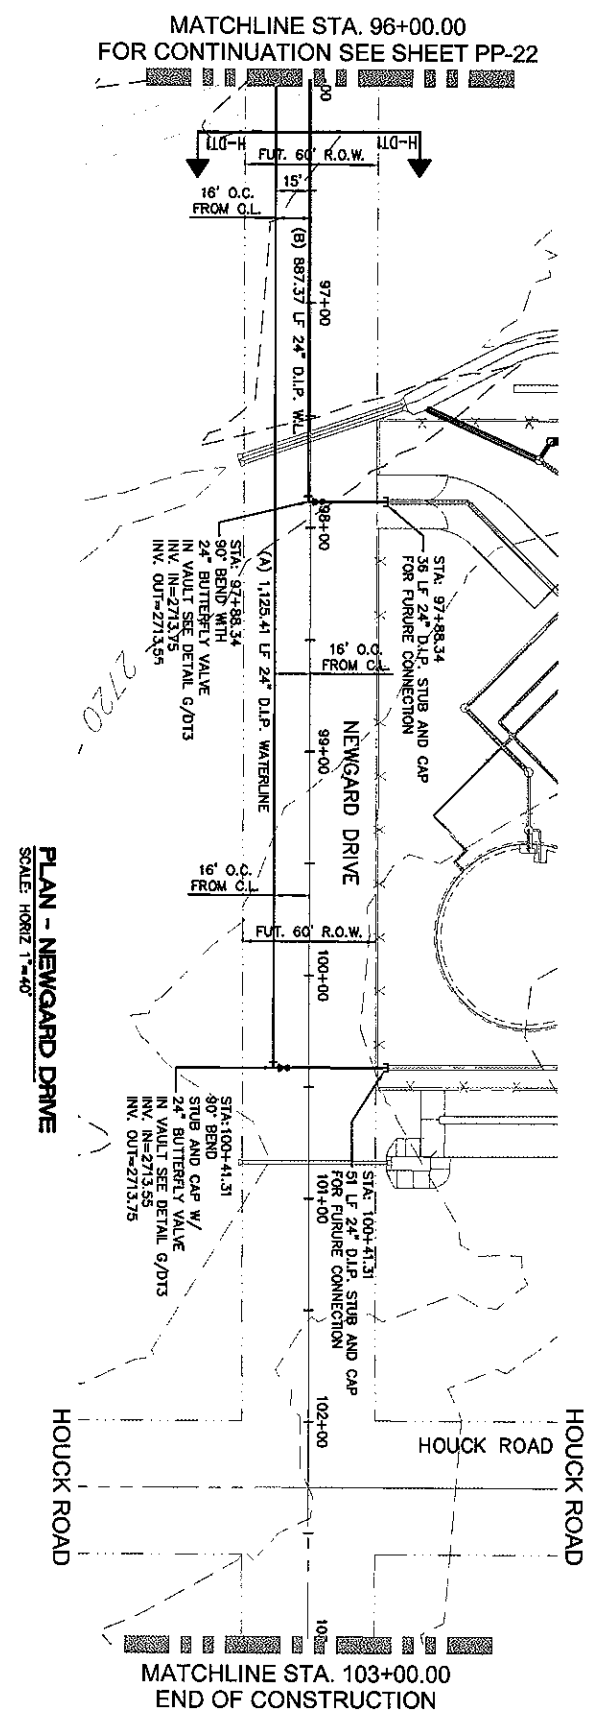 MATCHLINE STA. 96+00.00
FOR CONTINUATION SEE SHEET PP-22
00
H-DT1
H-DT1
FUT. 60' R.O.W.
15'
16' O.C.
FROM C.L.
(B) 887.37 LF 24" D.I.P. W.L.
97+00
98+00
STA: 97+88.34
90° BEND WITH
24" BUTTERFLY VALVE
IN VAULT SEE DETAIL G/DT3
INV. IN=2713.75
INV. OUT=2713.55
STA: 97+88.34
36 LF 24" D.I.P. STUB AND CAP
FOR FURURE CONNECTION
(A) 1,125.41 LF 24" D.I.P. WATERLINE
16' O.C.
FROM C.L.
2720
99+00
NEWGARD DRIVE
16' O.C.
FROM C.L.
FUT. 60' R.O.W.
100+00
PLAN - NEWGARD DRIVE
SCALE: HORIZ 1"=40'
STA: 100+41.31
90° BEND
STUB AND CAP W/
24" BUTTERFLY VALVE
IN VAULT SEE DETAIL G/DT3
INV. IN=2713.55
INV. OUT=2713.75
STA: 100+41.31
51 LF 24" D.I.P. STUB AND CAP
FOR FURURE CONNECTION
101+00
102+00
HOUCK ROAD
HOUCK ROAD
HOUCK ROAD
10
MATCHLINE STA. 103+00.00
END OF CONSTRUCTION